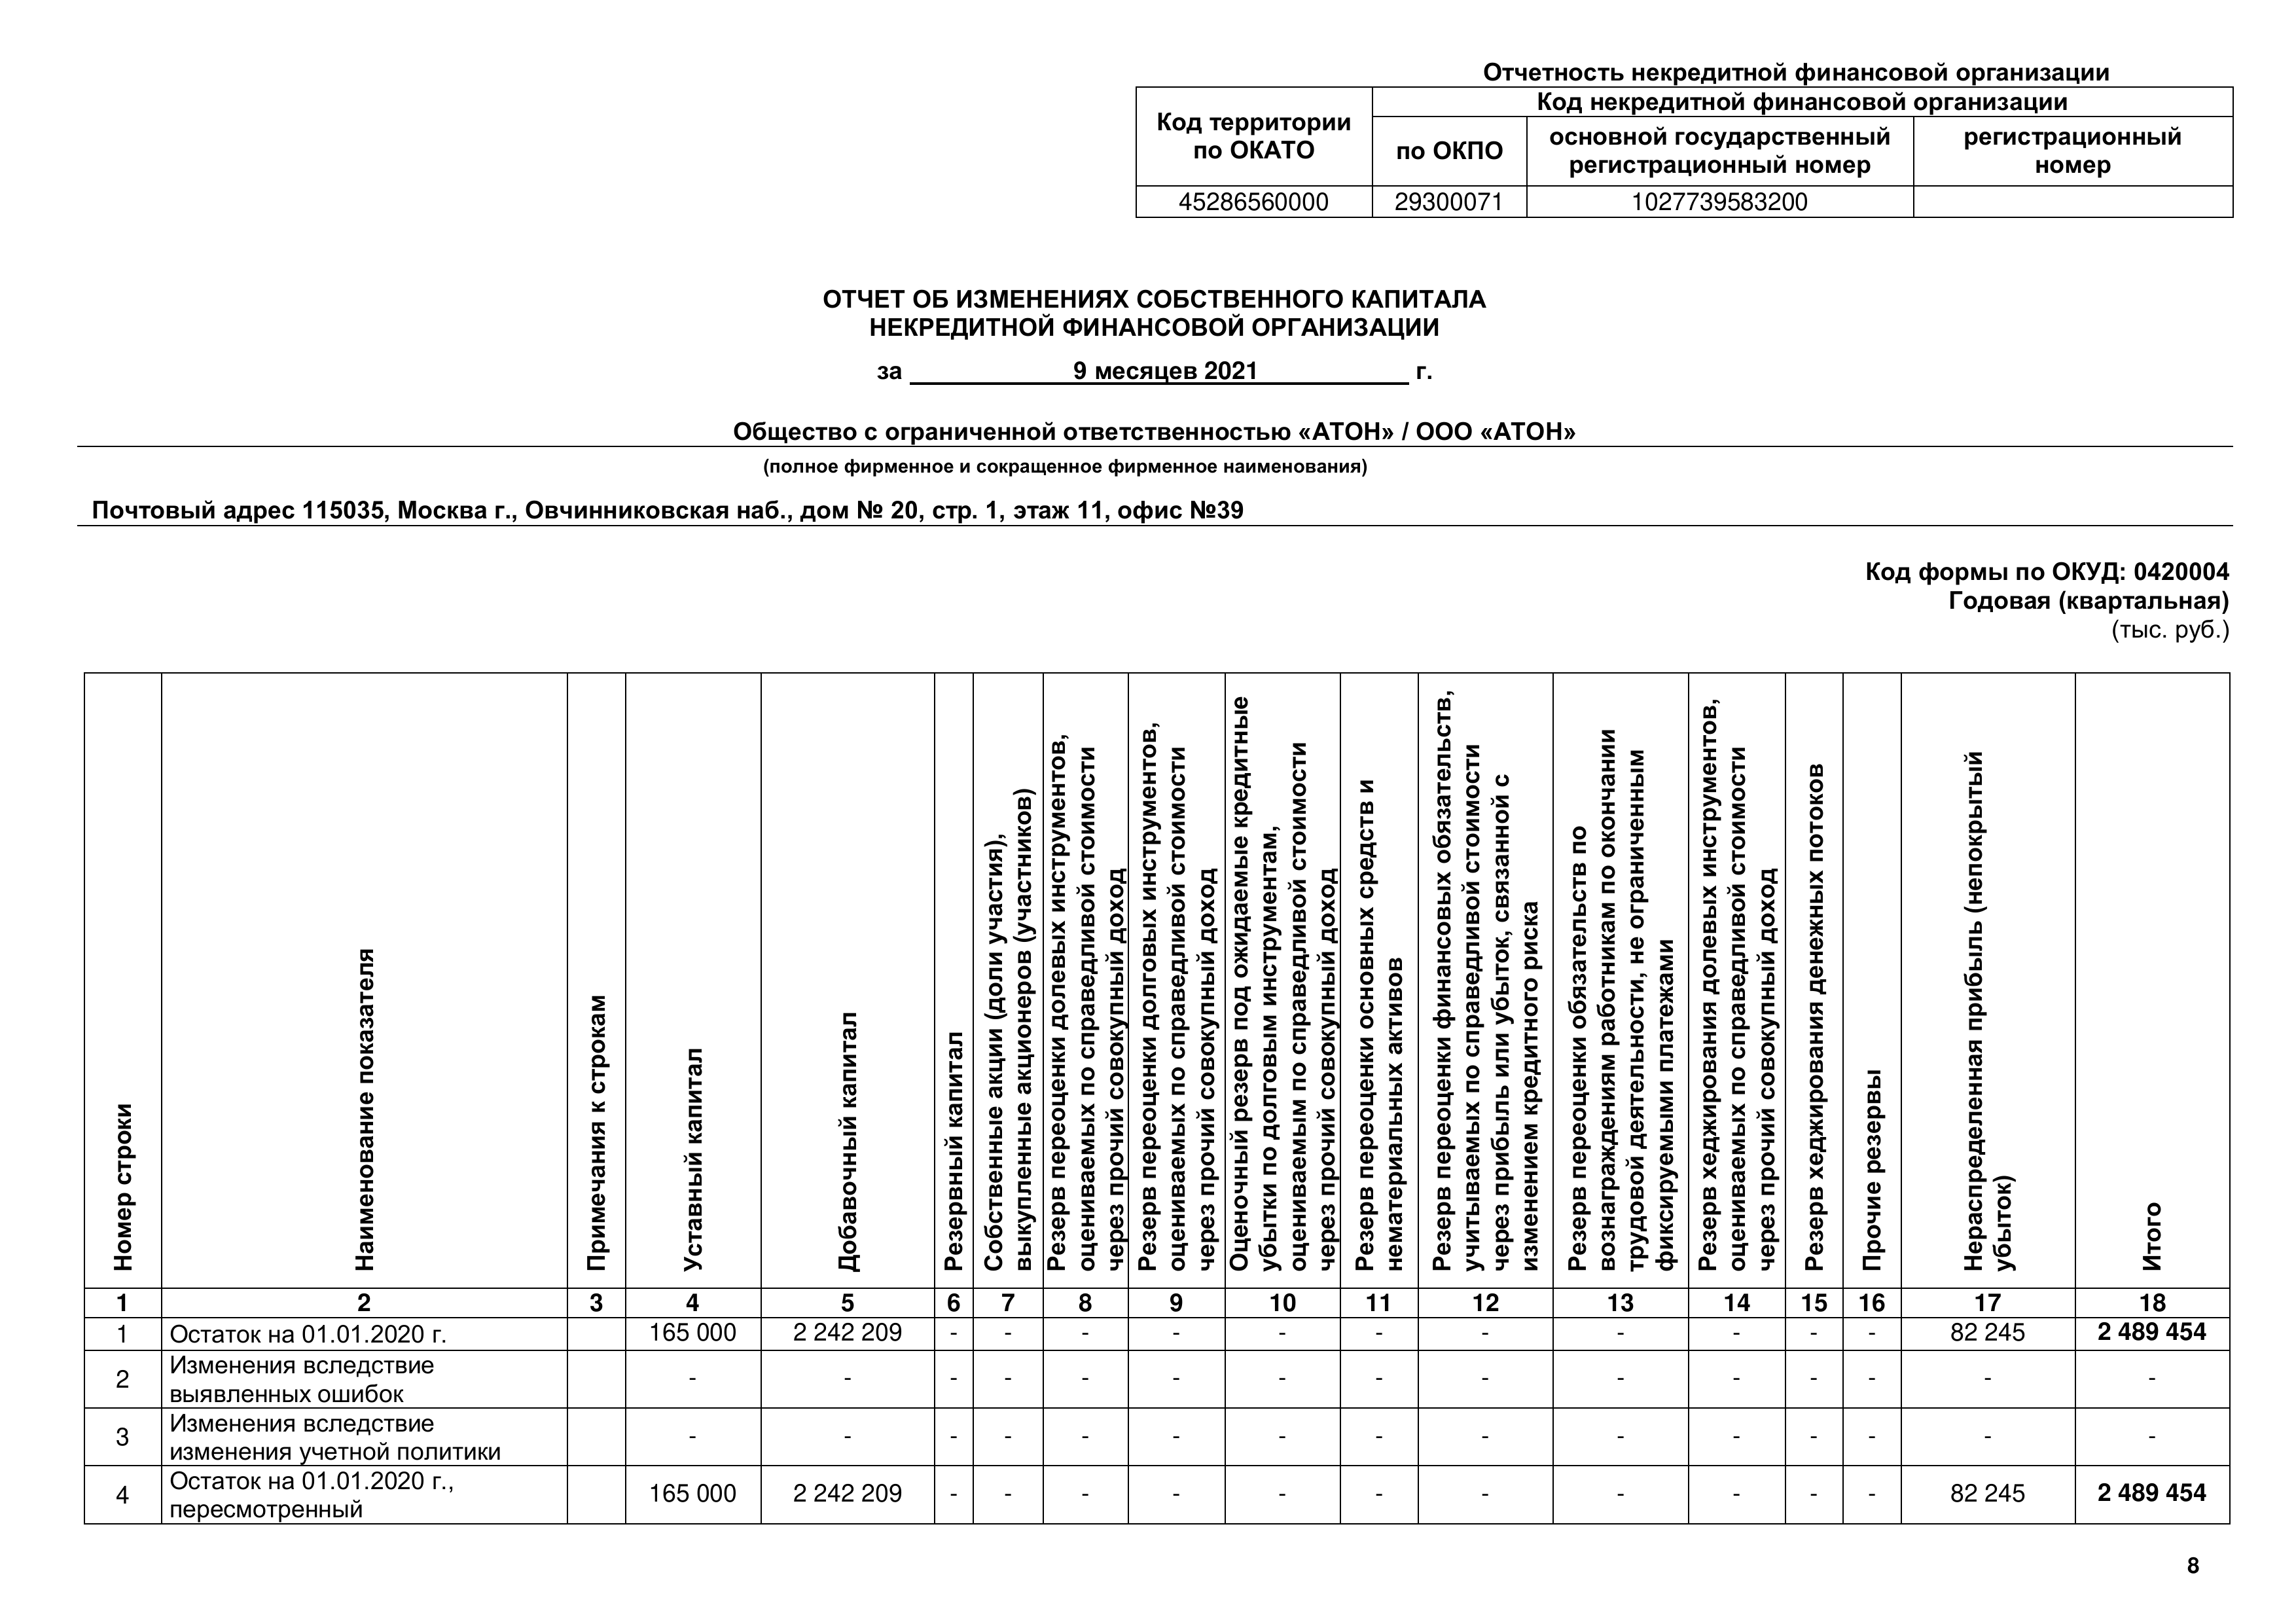 Отчетность некредитной финансовой организации
Код территории
по ОКАТО
Код некредитной финансовой организации
по ОКПО
основной государственный
регистрационный номер
регистрационный
номер
45286560000 29300071 1027739583200
ОТЧЕТ ОБ ИЗМЕНЕНИЯХ СОБСТВЕННОГО КАПИТАЛА
НЕКРЕДИТНОЙ ФИНАНСОВОЙ ОРГАНИЗАЦИИ
за 9 месяцев 2021 г.
Общество с ограниченной ответственностью «АТОН» / ООО «АТОН»
(полное фирменное и сокращенное фирменное наименования)
Почтовый адрес 115035, Москва г., Овчинниковская наб., дом № 20, стр. 1, этаж 11, офис №39
Код формы по ОКУД: 0420004
Годовая (квартальная)
(тыс. руб.)
Номер строки
Наименование показателя
Примечания к строкам
Уставный капитал
Добавочный капитал
Резервный капитал
Собственные акции (доли участия),
выкупленные акционеров (участников)
Резерв переоценки долевых инструментов,
оцениваемых по справедливой стоимости
через прочий совокупный доход
Резерв переоценки долговых инструментов,
оцениваемых по справедливой стоимости
через прочий совокупный доход
Оценочный резерв под ожидаемые кредитные
убытки по долговым инструментам,
оцениваемым по справедливой стоимости
через прочий совокупный доход
Резерв переоценки основных средств и
нематериальных активов
Резерв переоценки финансовых обязательств,
учитываемых по справедливой стоимости
через прибыль или убыток, связанной с
изменением кредитного риска
Резерв переоценки обязательств по
вознаграждениям работникам по окончании
трудовой деятельности, не ограниченным
фиксируемыми платежами
Резерв хеджирования долевых инструментов,
оцениваемых по справедливой стоимости
через прочий совокупный доход
Резерв хеджирования денежных потоков
Прочие резервы
Нераспределенная прибыль (непокрытый
убыток)
Итого
1 2 3 4 5 6 7 8 9 10 11 12 13 14 15 16 17 18
1 Остаток на 01.01.2020 г. 165 000 2 242 209 - - - - - - - - - - - 82 245 2 489 454
2 Изменения вследствие
выявленных ошибок - - - - - - - - - - - - - - -
3 Изменения вследствие
изменения учетной политики - - - - - - - - - - - - - - -
4 Остаток на 01.01.2020 г.,
пересмотренный 165 000 2 242 209 - - - - - - - - - - - 82 245 2 489 454
8